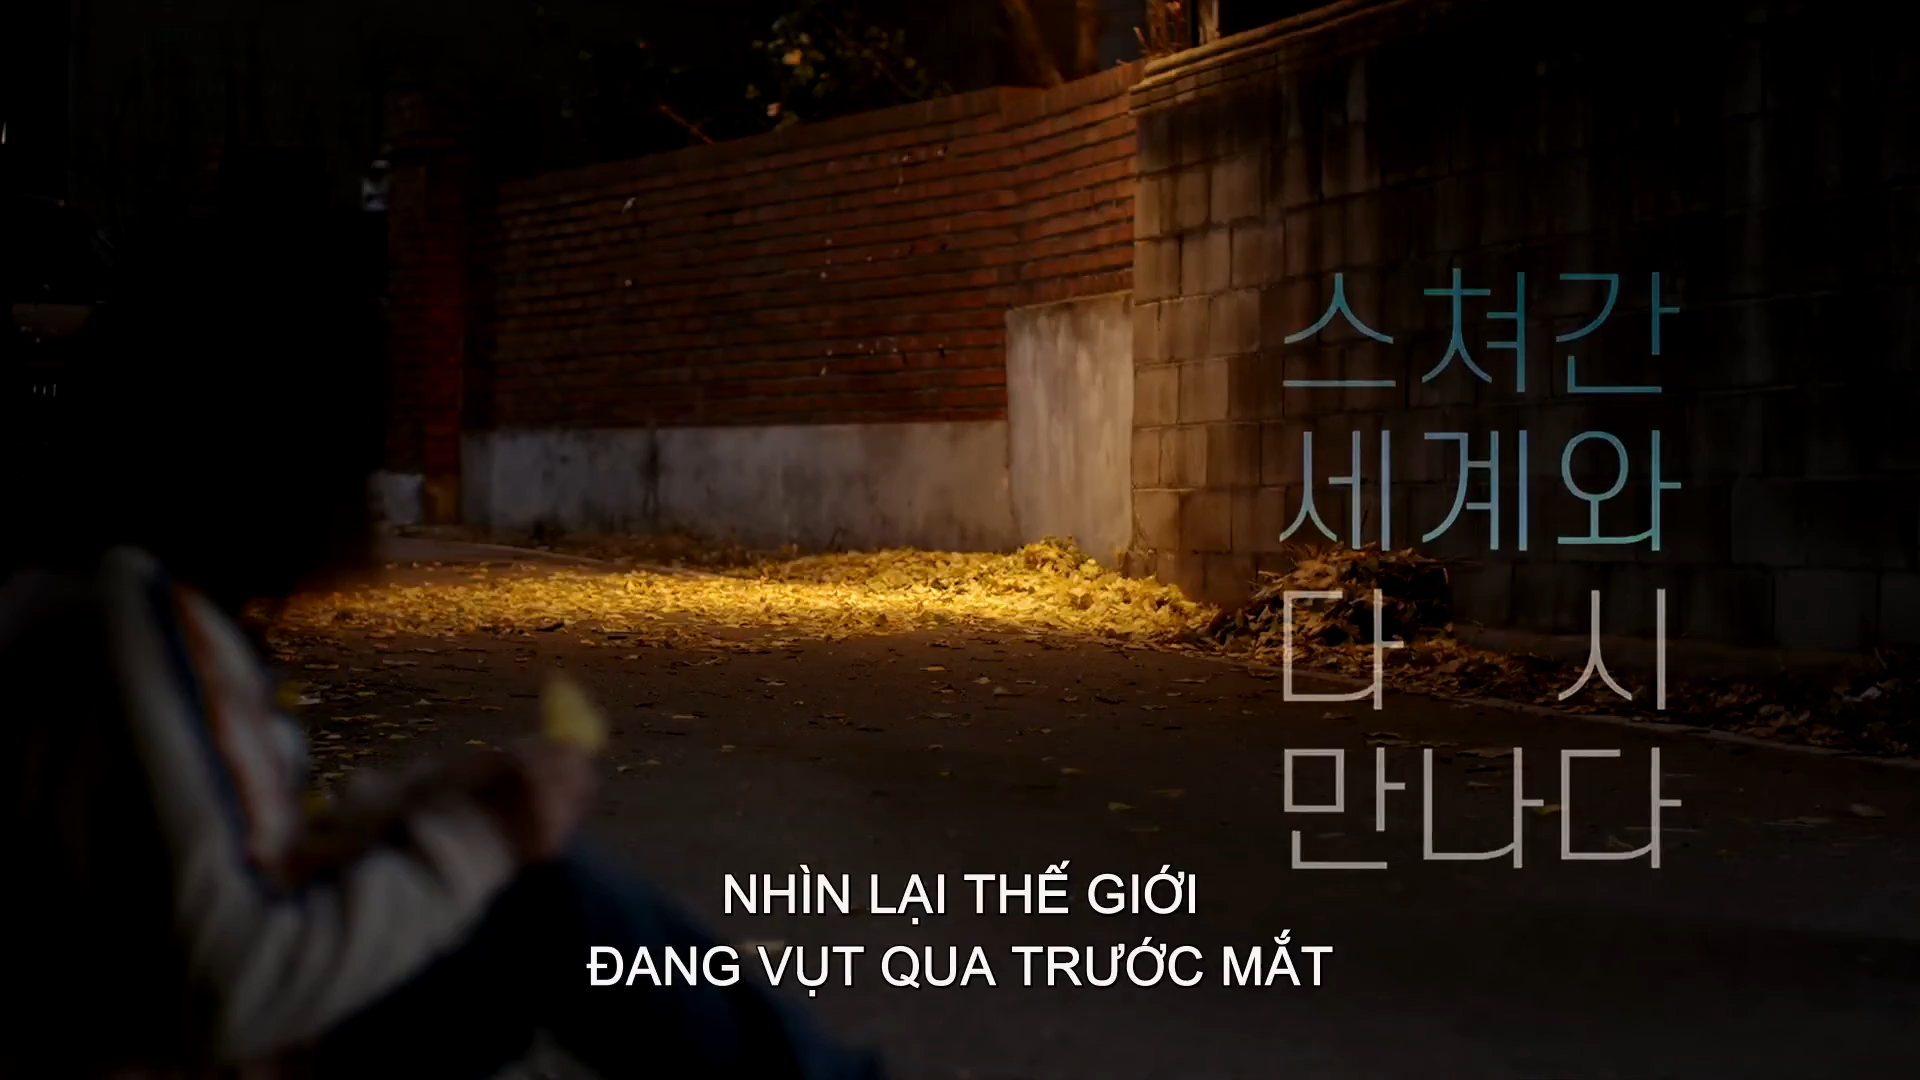 스쳐간
세계와
다시
만나다
NHÌN LẠI THẾ GIỚI
ĐANG VỤT QUA TRƯỚC MẮT